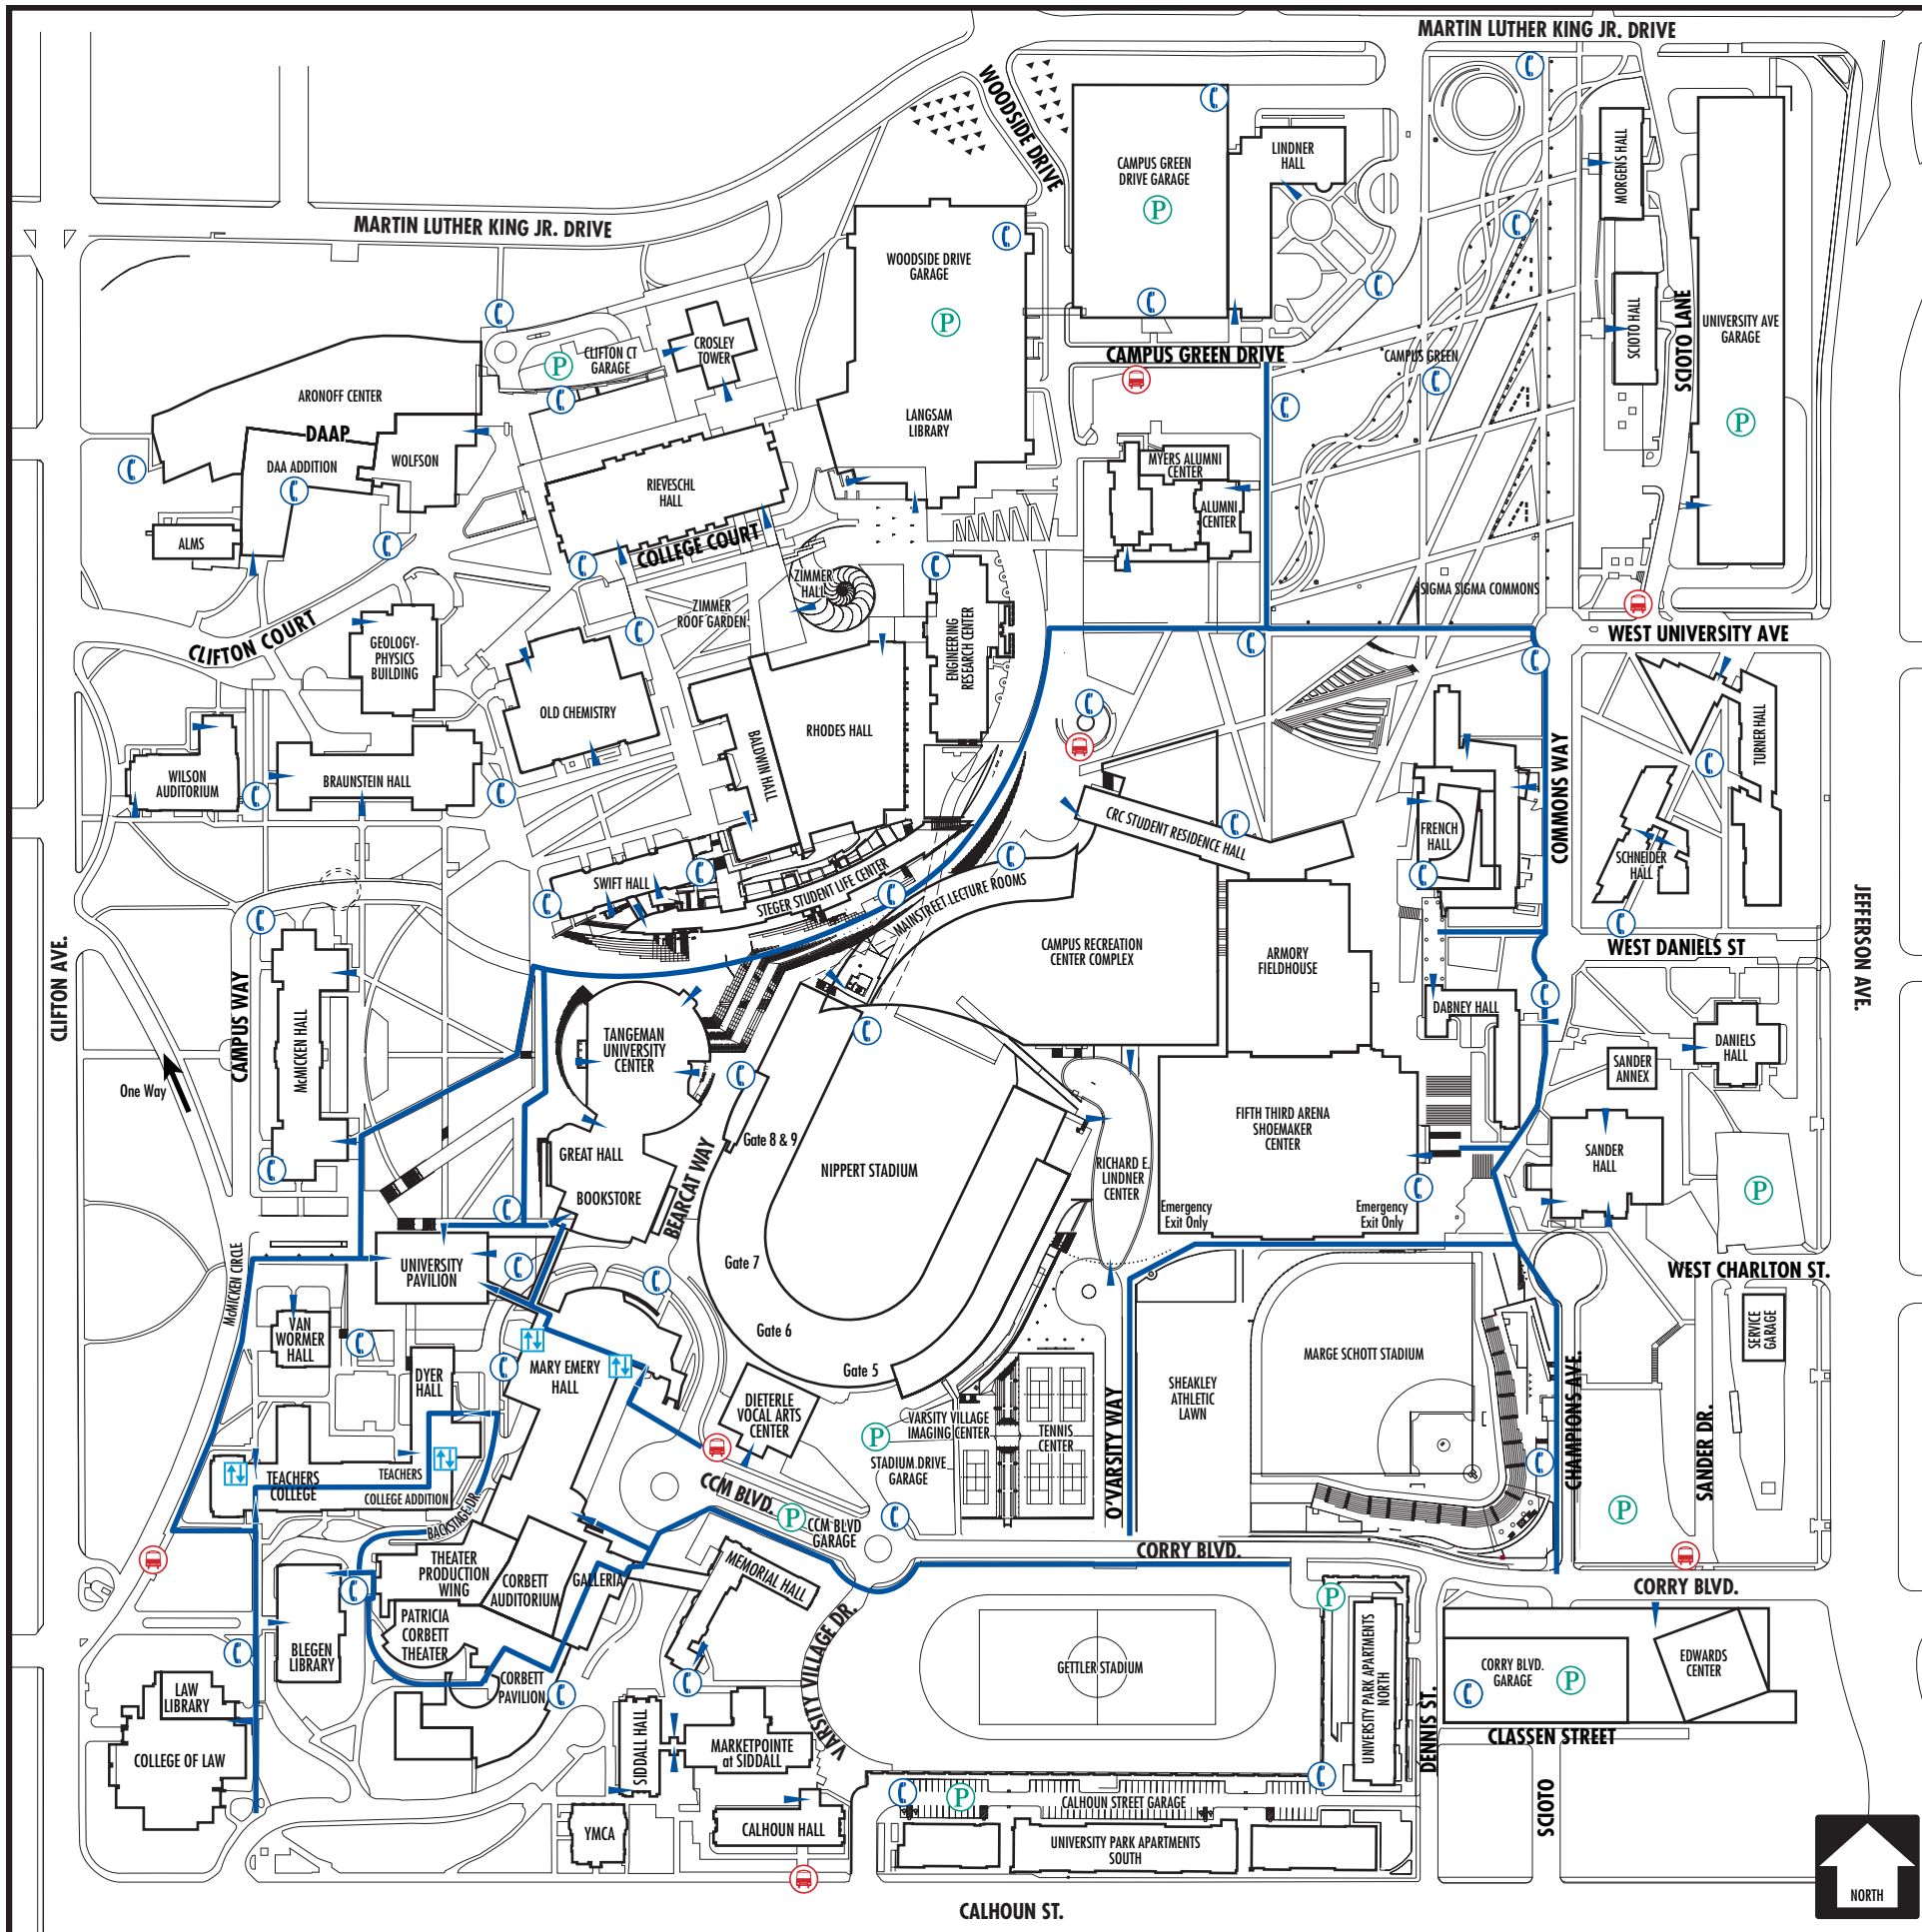 MARTIN LUTHER KING JR. DRIVE
WOODSIDE DRIVE
CAMPUS GREEN
DRIVE GARAGE
P
LINDNER
HALL
MORGENS HALL
MARTIN LUTHER KING JR. DRIVE
WOODSIDE DRIVE
GARAGE
P
SCIOTO HALL
SCIOTO LANE
UNIVERSITY AVE
GARAGE
P
CROSLEY
TOWER
CLIFTON CT
GARAGE
P
CAMPUS GREEN DRIVE
CAMPUS GREEN
ARONOFF CENTER
DAAP
DAA ADDITION
WOLFSON
ALMS
LANGSAM
LIBRARY
RIEVESCHL
HALL
MYERS ALUMNI
CENTER
ALUMNI
CENTER
COLLEGE COURT
ZIMMER
HALL
ZIMMER
ROOF GARDEN
SIGMA SIGMA COMMONS
CLIFTON COURT
GEOLOGY-
PHYSICS
BUILDING
ENGINEERING
RESEARCH CENTER
WEST UNIVERSITY AVE
OLD CHEMISTRY
RHODES HALL
BALDWIN HALL
TURNER HALL
WILSON
AUDITORIUM
BRAUNSTEIN HALL
CRC STUDENT RESIDENCE HALL
FRENCH
HALL
COMMONS WAY
SCHNEIDER
HALL
SWIFT HALL
STEGER STUDENT LIFE CENTER
MAINSTREET LECTURE ROOMS
JEFFERSON AVE.
CLIFTON AVE.
CAMPUS WAY
McMICKEN HALL
CAMPUS RECREATION
CENTER COMPLEX
ARMORY
FIELDHOUSE
WEST DANIELS ST
DABNEY HALL
TANGEMAN
UNIVERSITY
CENTER
DANIELS
HALL
SANDER
ANNEX
One Way
GREAT HALL
BOOKSTORE
BEARCAT WAY
Gate 8 & 9
NIPPERT STADIUM
RICHARD E.
LINDNER
CENTER
FIFTH THIRD ARENA
SHOEMAKER
CENTER
Emergency
Exit Only
Emergency
Exit Only
SANDER
HALL
P
McMICKEN CIRCLE
UNIVERSITY
PAVILION
Gate 7
WEST CHARLTON ST.
VAN
WORMER
HALL
Gate 6
Gate 5
SERVICE
GARAGE
DYER
HALL
MARY EMERY
HALL
MARGE SCHOTT STADIUM
SHEAKLEY
ATHLETIC
LAWN
DIETERLE
VOCAL ARTS
CENTER
VARSITY VILLAGE
IMAGING CENTER
P
TENNIS
CENTER
STADIUM DRIVE
GARAGE
O'VARSITY WAY
CHAMPIONS AVE.
SANDER DR.
TEACHERS
COLLEGE
TEACHERS
COLLEGE ADDITION
BACKSTAGE DR.
CCM BLVD.
P
CCM BLVD
GARAGE
P
CORRY BLVD.
CORRY BLVD.
THEATER
PRODUCTION
WING
CORBETT
AUDITORIUM
GALLERIA
MEMORIAL HALL
P
PATRICIA
CORBETT
THEATER
BLEGEN
LIBRARY
CORBETT
PAVILION
VARSITY VILLAGE DR.
GETTLER STADIUM
UNIVERSITY PARK APARTMENTS
NORTH
DENNIS ST.
CORRY BLVD.
GARAGE
P
EDWARDS
CENTER
LAW
LIBRARY
COLLEGE OF LAW
SIDDALL HALL
MARKETPOINTE
at SIDDALL
CLASSEN STREET
SCIOTO
P
CALHOUN STREET GARAGE
YMCA
CALHOUN HALL
UNIVERSITY PARK APARTMENTS
SOUTH
NORTH
CALHOUN ST.